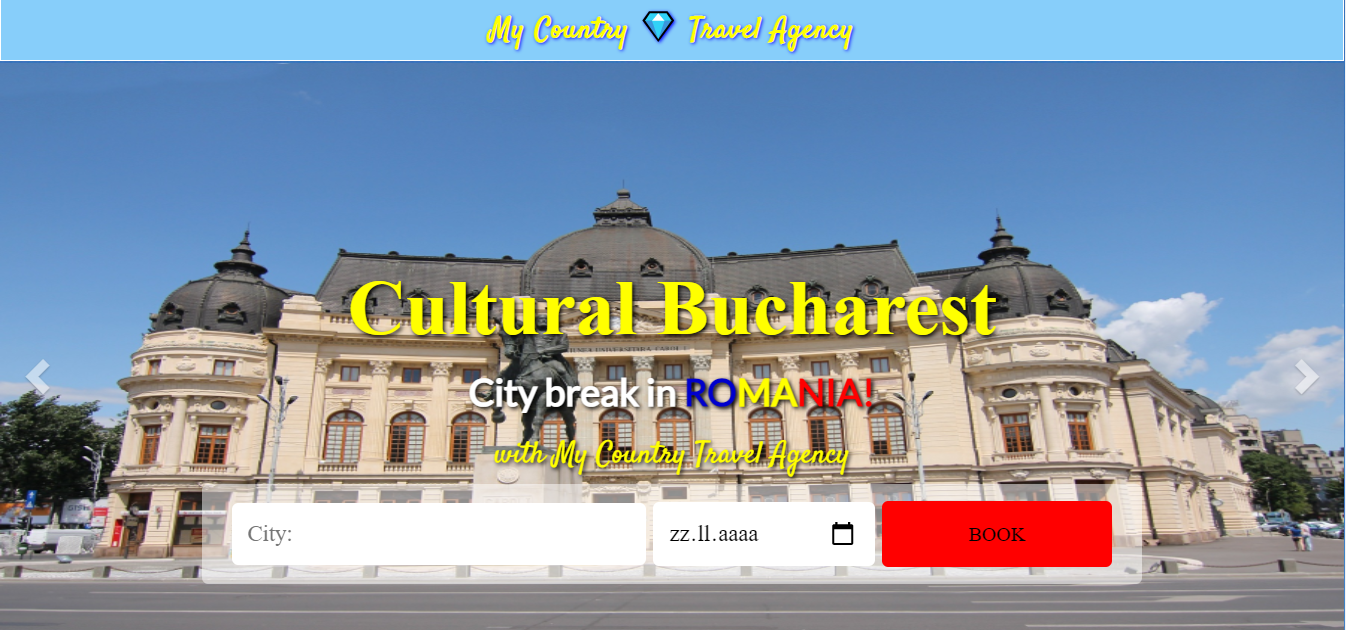 My Country Travel Agency
Cultural Bucharest
City break in ROMANIA!
with My Country Travel Agency
City:
zz.ll.aaaa
BOOK